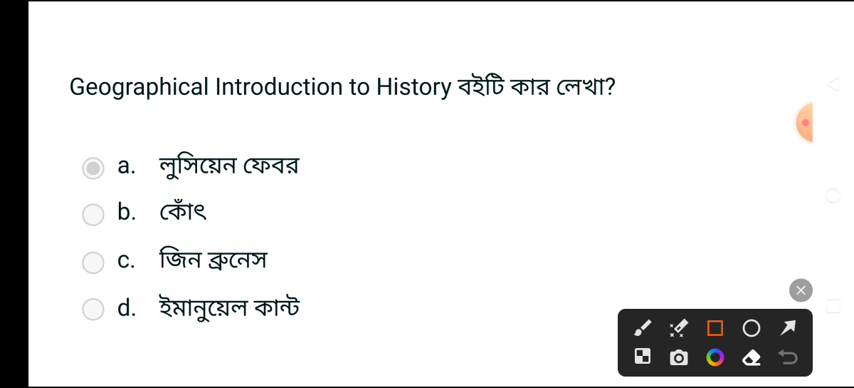 Geographical Introduction to History বইটি কার লেখা?
a. লুসিয়েন ফেবর
b. কোঁৎ
c. জিন ব্রুনেস
d. ইমানুয়েল কান্ট